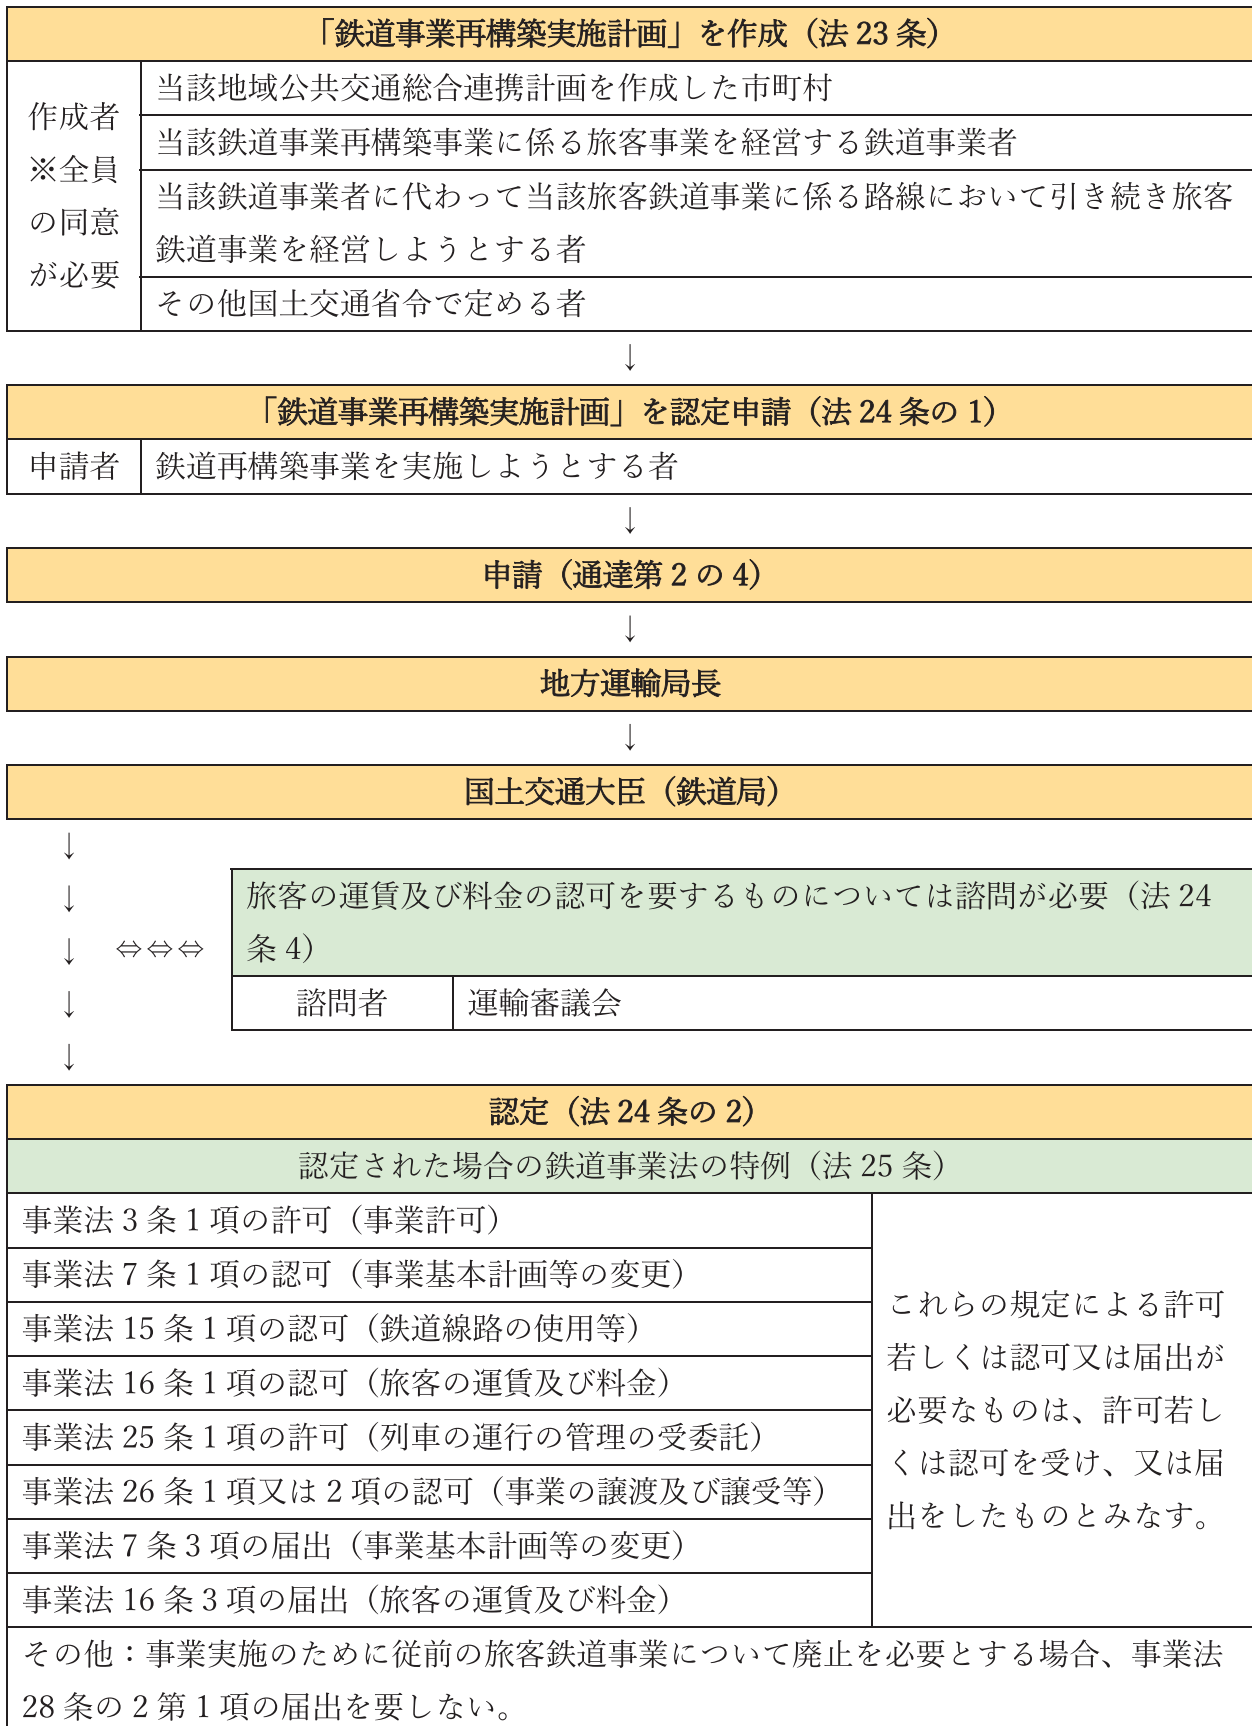 「鉄道事業再構築実施計画」を作成（法 23 条）
作成者
※全員
の同意
が必要
当該地域公共交通総合連携計画を作成した市町村
当該鉄道事業再構築事業に係る旅客事業を経営する鉄道事業者
当該鉄道事業者に代わって当該旅客鉄道事業に係る路線において引き続き旅客
鉄道事業を経営しようとする者
その他国土交通省令で定める者
↓
「鉄道事業再構築実施計画」を認定申請（法 24 条の 1）
申請者
鉄道再構築事業を実施しようとする者
↓
申請（通達第 2 の 4）
↓
地方運輸局長
↓
国土交通大臣（鉄道局）
↓
↓
↓
↓
↓
⇔⇔⇔
旅客の運賃及び料金の認可を要するものについては諮問が必要（法 24
条 4）
諮問者
運輸審議会
認定（法 24 条の 2）
認定された場合の鉄道事業法の特例（法 25 条）
事業法 3 条 1 項の許可（事業許可）
事業法 7 条 1 項の認可（事業基本計画等の変更）
事業法 15 条 1 項の認可（鉄道線路の使用等）
事業法 16 条 1 項の認可（旅客の運賃及び料金）
事業法 25 条 1 項の許可（列車の運行の管理の受委託）
事業法 26 条 1 項又は 2 項の認可（事業の譲渡及び譲受等）
事業法 7 条 3 項の届出（事業基本計画等の変更）
事業法 16 条 3 項の届出（旅客の運賃及び料金）
これらの規定による許可
若しくは認可又は届出が
必要なものは、許可若し
くは認可を受け、又は届
出をしたものとみなす。
その他：事業実施のために従前の旅客鉄道事業について廃止を必要とする場合、事業法
28 条の 2 第 1 項の届出を要しない。